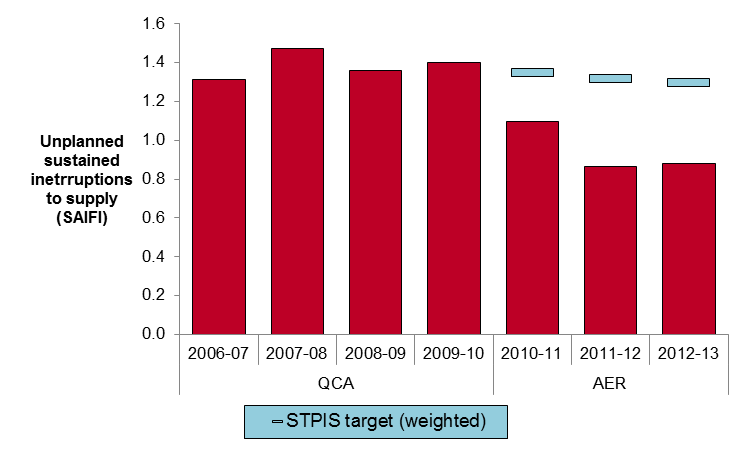 1.6
1.4
1.2
1.0
0.8
0.6
0.4
0.2
0.0
Unplanned
sustained
inetrruptions
to supply
(SAIFI)
2006-07 2007-08 2008-09 2009-10 2010-11 2011-12 2012-13
QCA AER
STPIS target (weighted)